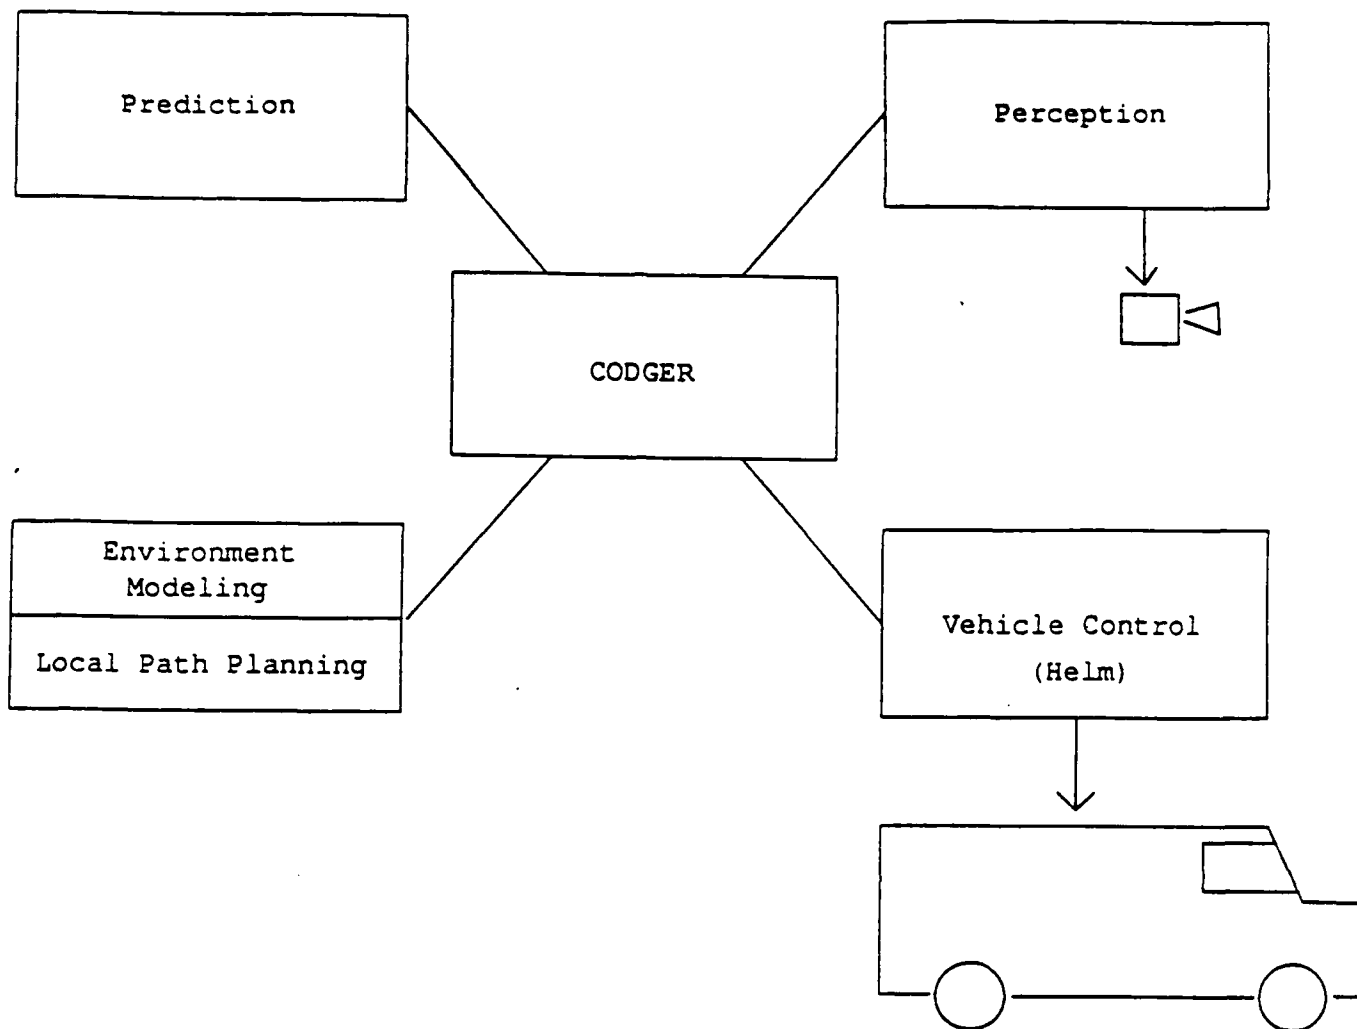 Prediction
Perception
CODGER
Environment
Modeling
Local Path Planning
Vehicle Control
(Helm)